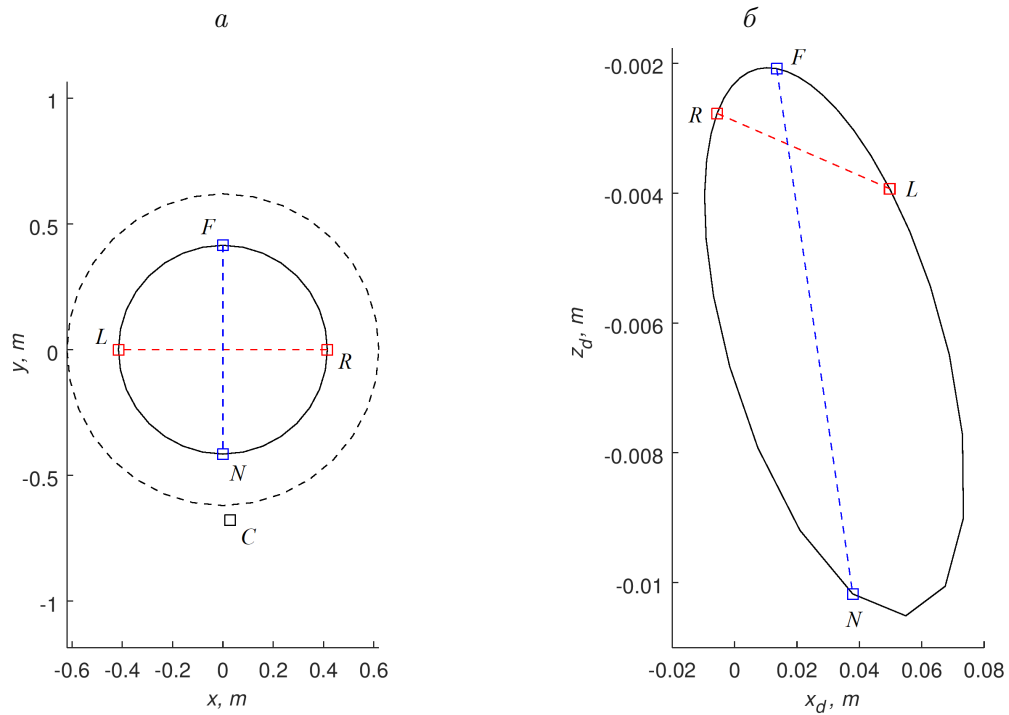 а
б
1
0.5
0
-0.5
-1
-0.6
-0.4
-0.2
0
0.2
0.4
0.6
x, m
y, m
F
L
R
N
C
-0.002
-0.004
-0.006
-0.008
-0.01
-0.02
0
0.02
0.04
0.06
0.08
x_d, m
z_d, m
F
R
L
N